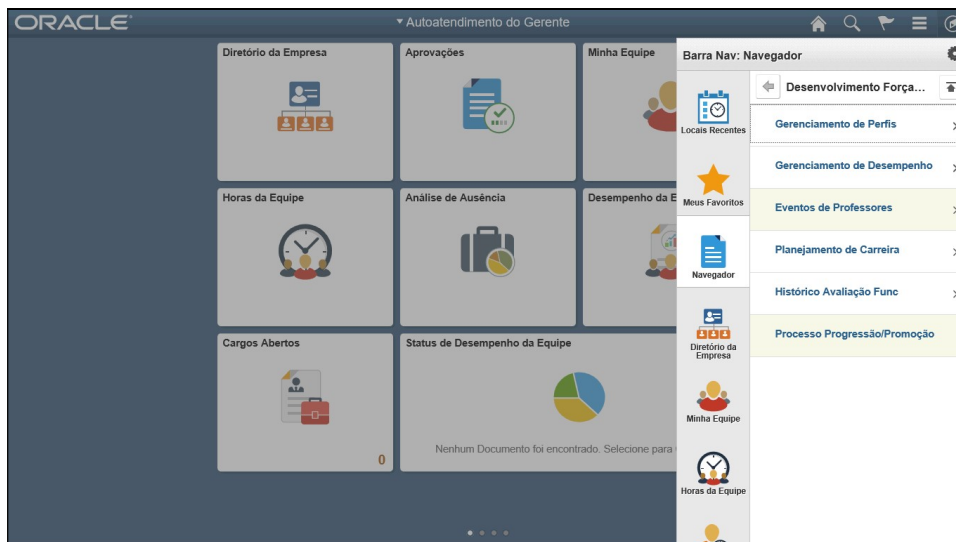 ORACLE
Autoatendimento do Gerente
Diretório da Empresa
Aprovações
Minha Equipe
Horas da Equipe
Análise de Ausência
Desempenho da E
Cargos Abertos
0
Status de Desempenho da Equipe
Nenhum Documento foi encontrado. Selecione para
Barra Nav: Navegador
Locais Recentes
Meus Favoritos
Navegador
Diretório da
Empresa
Minha Equipe
Horas da Equipe
Desenvolvimento Força...
Gerenciamento de Perfis
Gerenciamento de Desempenho
Eventos de Professores
Planejamento de Carreira
Histórico Avaliação Func
Processo Progressão/Promoção